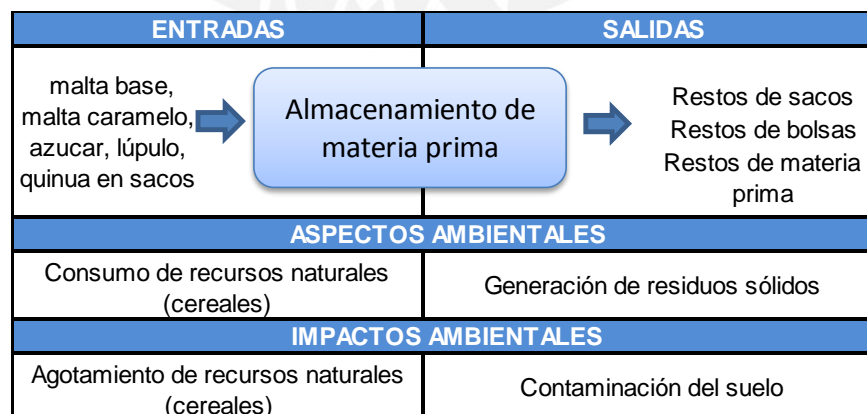 ENTRADAS
SALIDAS
malta base,
malta caramelo,
azucar, lúpulo,
quinua en sacos
Almacenamiento de
materia prima
Restos de sacos
Restos de bolsas
Restos de materia
prima
ASPECTOS AMBIENTALES
Consumo de recursos naturales
(cereales)
Generación de residuos sólidos
IMPACTOS AMBIENTALES
Agotamiento de recursos naturales
(cereales)
Contaminación del suelo